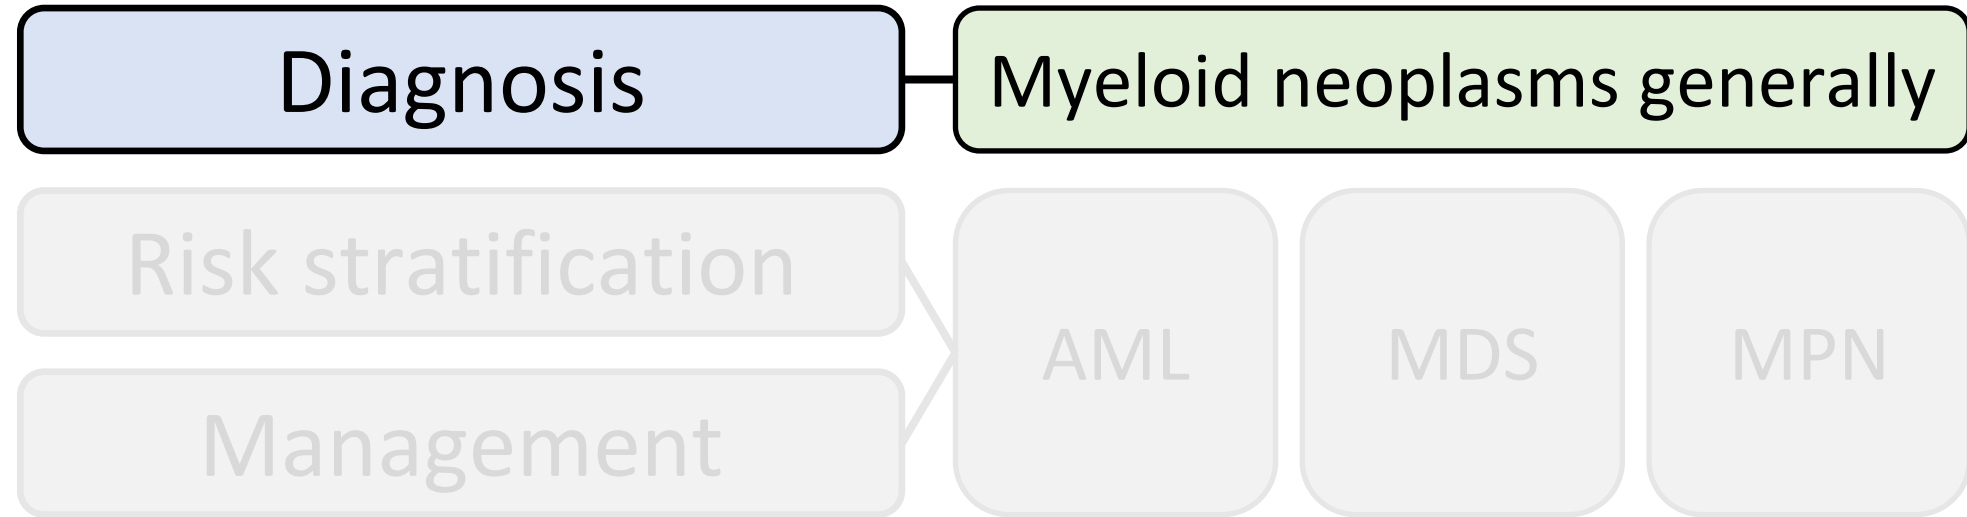 Diagnosis
Myeloid neoplasms generally
Risk stratification
Management
AML
MDS
MPN